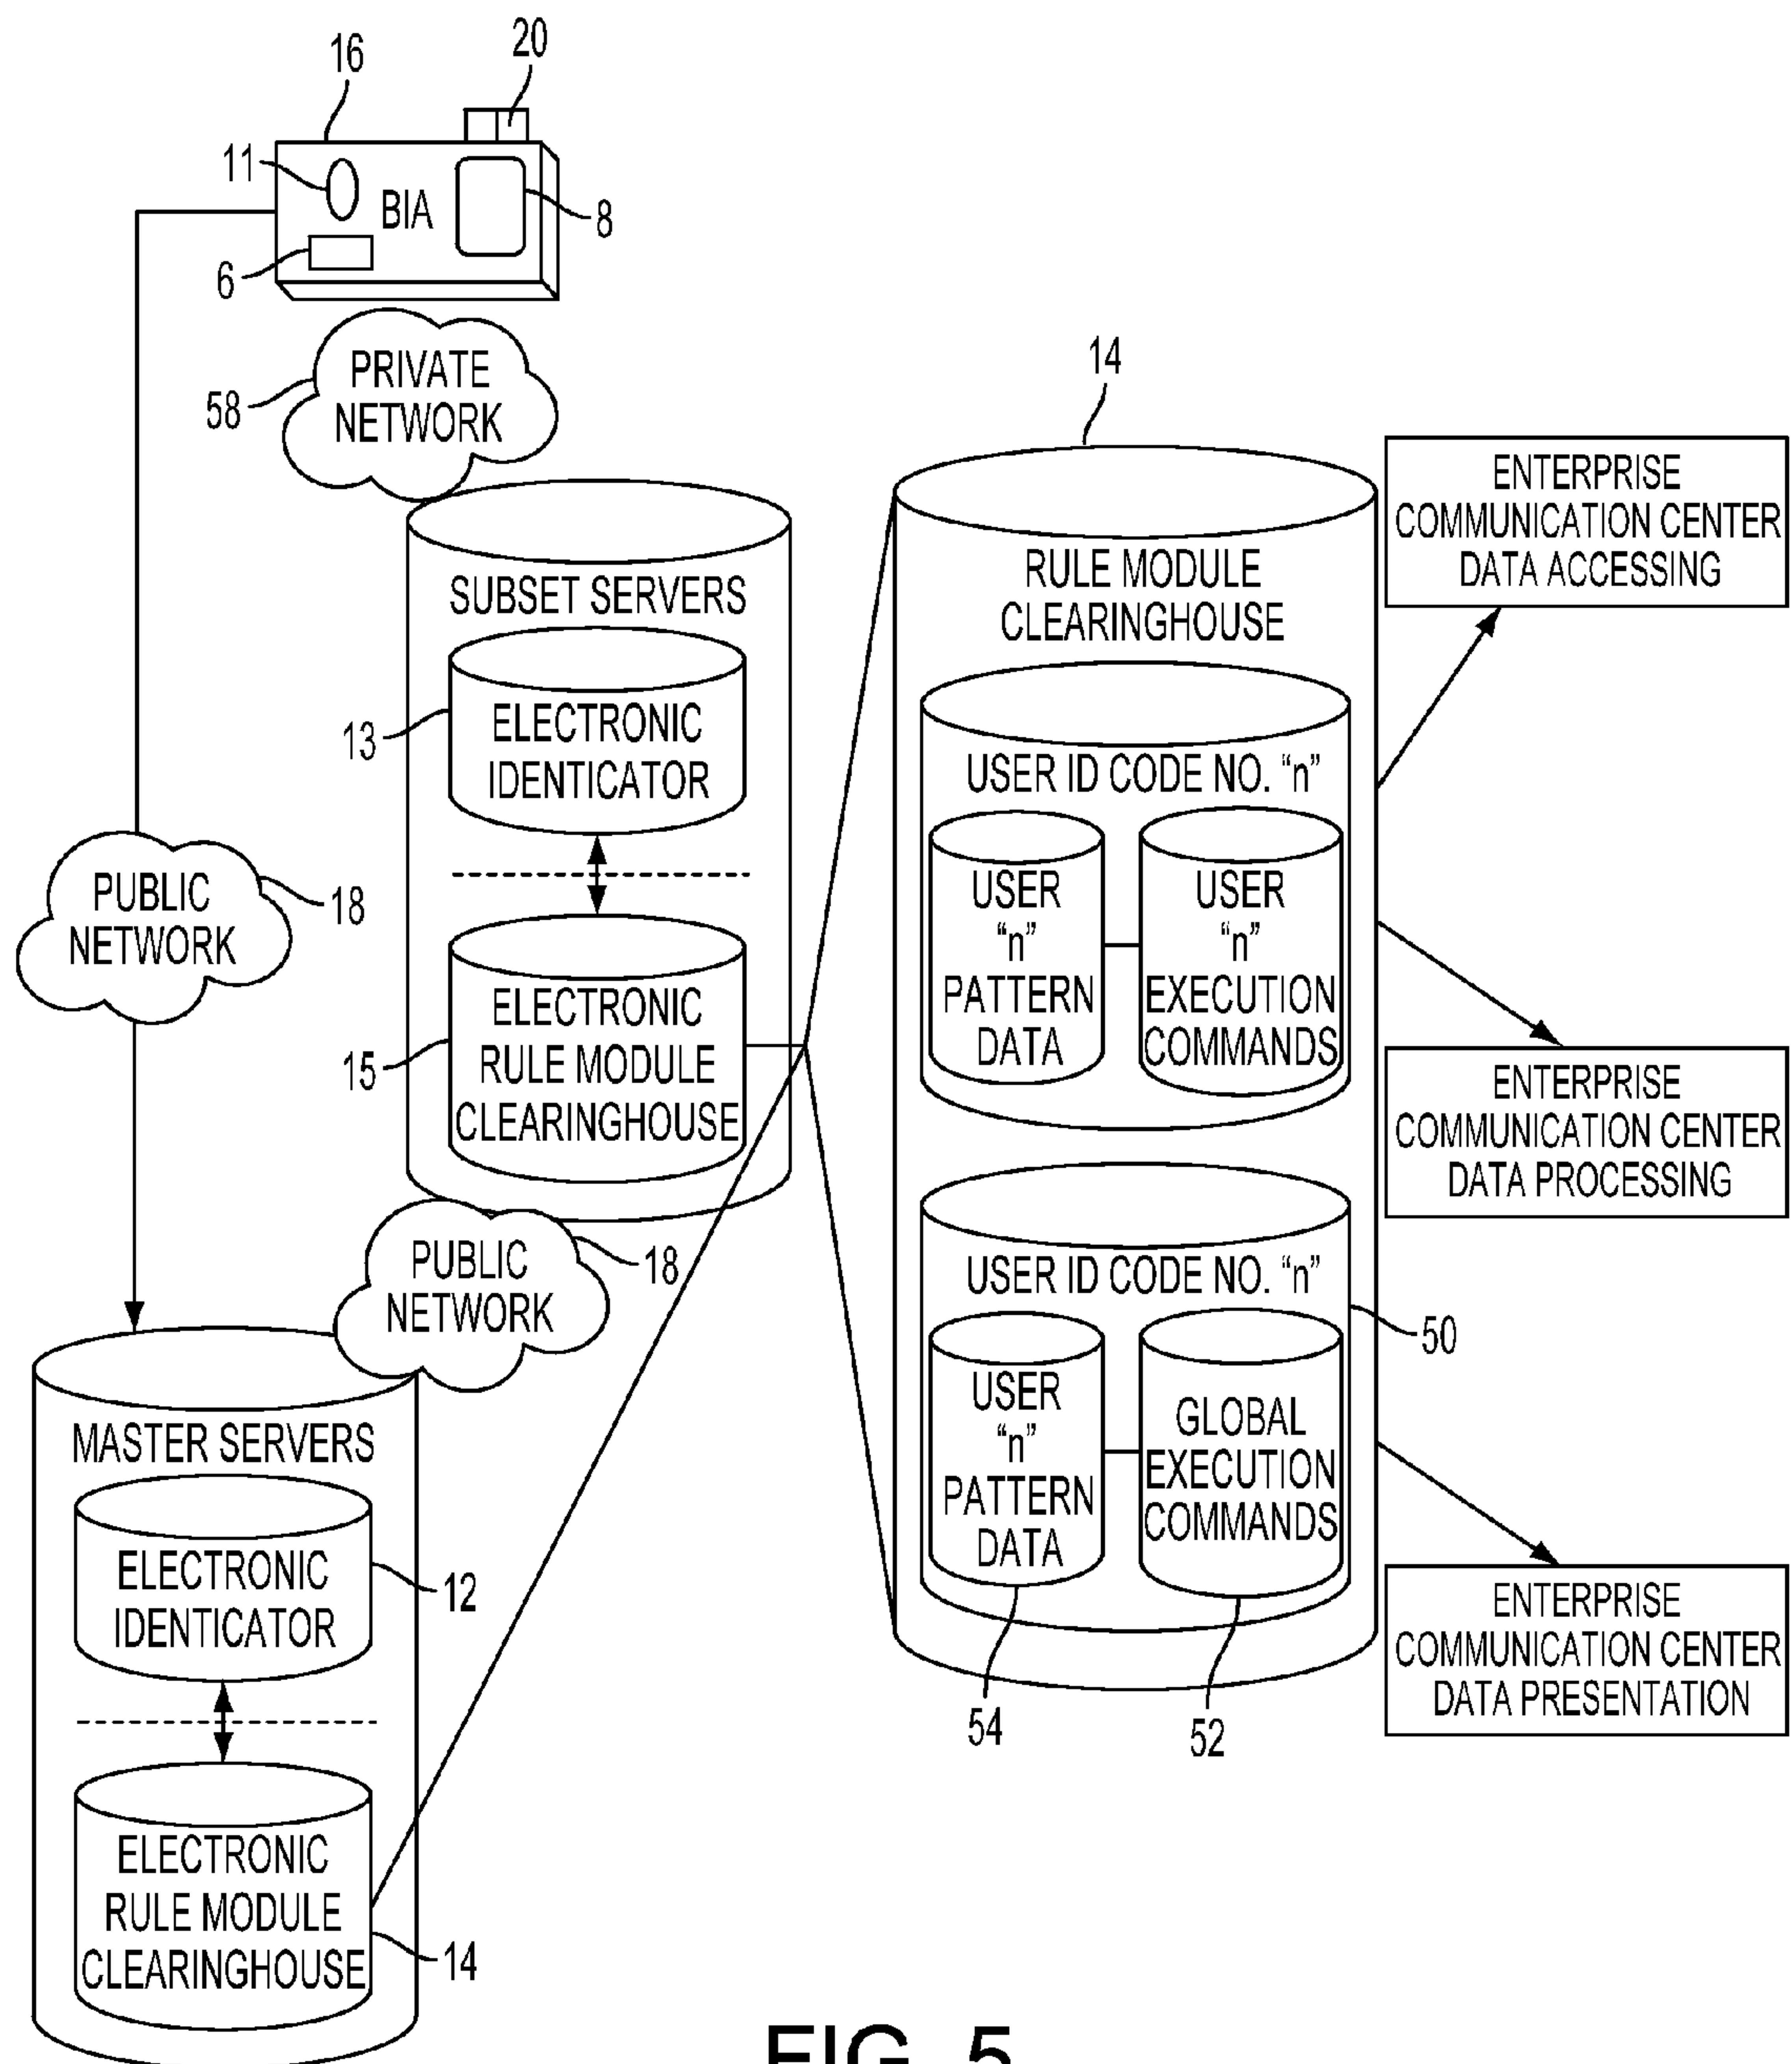 20
16
11
BIA
8
6
PRIVATE
NETWORK
58
SUBSET SERVERS
ELECTRONIC
IDENTICATOR
13
ELECTRONIC
RULE MODULE
CLEARINGHOUSE
15
PUBLIC
NETWORK
18
PUBLIC
NETWORK
18
MASTER SERVERS
ELECTRONIC
IDENTICATOR
12
ELECTRONIC
RULE MODULE
CLEARINGHOUSE
14
14
RULE MODULE
CLEARINGHOUSE
USER ID CODE NO. “n”
USER
“n”
PATTERN
DATA
USER
“n”
EXECUTION
COMMANDS
USER ID CODE NO. “n”
50
USER
“n”
PATTERN
DATA
GLOBAL
EXECUTION
COMMANDS
54
52
ENTERPRISE
COMMUNICATION CENTER
DATA ACCESSING
ENTERPRISE
COMMUNICATION CENTER
DATA PROCESSING
ENTERPRISE
COMMUNICATION CENTER
DATA PRESENTATION
FIG. 5